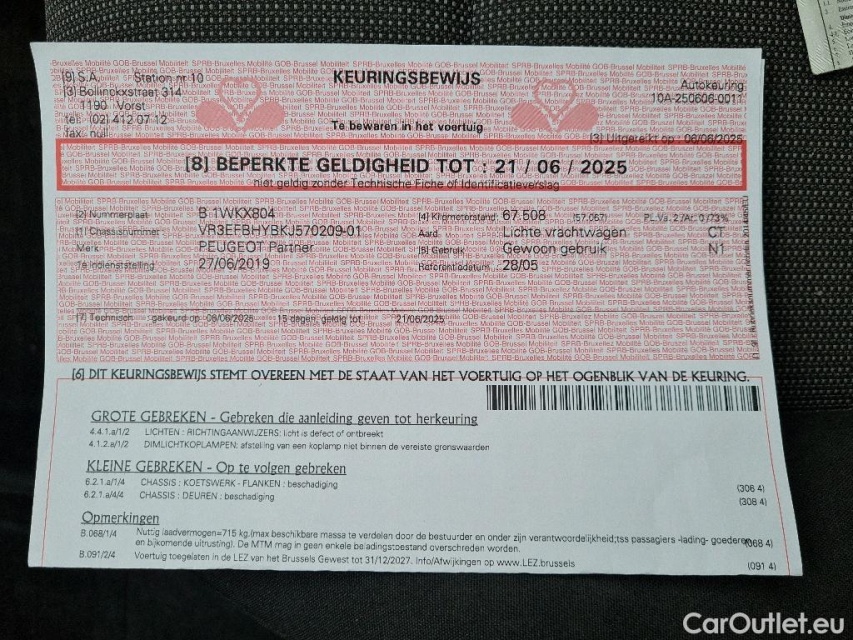 KEURINGSBEWIJS
[9] S.A. Station nr 10
[3] Bollinckxstraat 314
1190 Vorst
tel: (02) 412 07 12
fax: null
Autokeuring
10A-250606-0011
Te bewaren in het voertuig
[3] Uitgereikt op : 06/06/2025
[8] BEPERKTE GELDIGHEID TOT : 21 / 06 / 2025
niet geldig zonder Technische Fiche of Identificatieverslag
[2] Nummerplaat B 1WKX804 [4] Kilometerstand: 67.508 (57.067) PL.Va.:2/Ar.:0/73%
[1] Chassisnummer VR3EFBHYBKJ570209-01 Aard: Lichte vrachtwagen CT
Merk PEUGEOT Partner [5] Gebruik: Gewoon gebruik N1
1e Indienststelling 27/06/2019 Referentiedatum : 28/05
[7] Technisch : gekeurd op : 06/06/2025 15 dagen, geldig tot 21/06/2025
[6] DIT KEURINGSBEWIJS STEMT OVEREEN MET DE STAAT VAN HET VOERTUIG OP HET OGENBLIK VAN DE KEURING.
GROTE GEBREKEN - Gebreken die aanleiding geven tot herkeuring
4.4.1.a/1/2 LICHTEN : RICHTINGAANWIJZERS: licht is defect of ontbreekt
4.1.2.a/1/2 DIMLICHTKOPLAMPEN: afstelling van een koplamp niet binnen de vereiste grenswaarden
KLEINE GEBREKEN - Op te volgen gebreken
6.2.1.a/1/4 CHASSIS : KOETSWERK - FLANKEN : beschadiging (306 4)
6.2.1.a/4/4 CHASSIS : DEUREN : beschadiging (308 4)
Opmerkingen
B.068/1/4 Nuttig laadvermogen=715 kg.(max beschikbare massa te verdelen door de bestuurder en onder zijn verantwoordelijkheid;tss passagiers -lading- goederen
en bijkomende uitrusting). De MTM mag in geen enkele beladingstoestand overschreden worden. (068 4)
B.091/2/4 Voertuig toegelaten in de LEZ van het Brussels Gewest tot 31/12/2027. Info/Afwijkingen op www.LEZ.brussels (091 4)
CarOutlet.eu